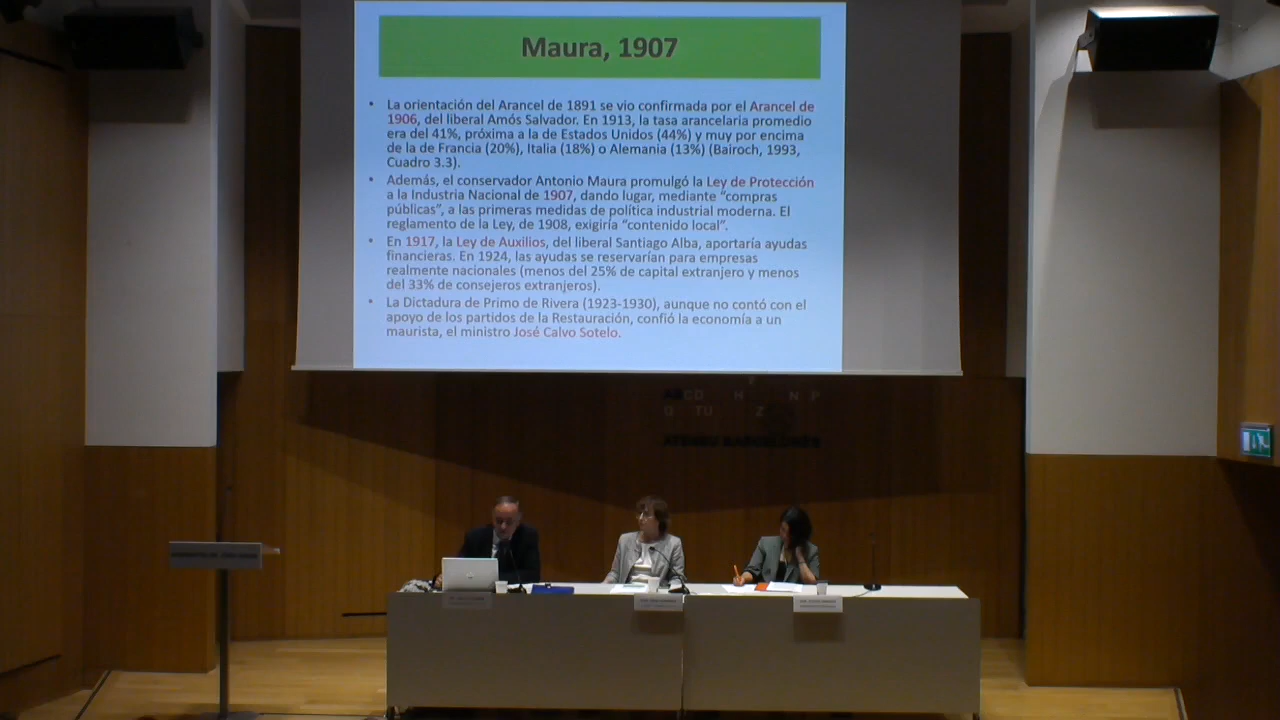 Maura, 1907
• La orientación del Arancel de 1891 se vio confirmada por el Arancel de
1906, del liberal Amós Salvador. En 1913, la tasa arancelaria promedio
era del 41%, próxima a la de Estados Unidos (44%) y muy por encima
de la de Francia (20%), Italia (18%) o Alemania (13%) (Bairoch, 1993,
Cuadro 3.3).
• Además, el conservador Antonio Maura promulgó la Ley de Protección
a la Industria Nacional de 1907, dando lugar, mediante “compras
públicas”, a las primeras medidas de política industrial moderna. El
reglamento de la Ley, de 1908, exigiría “contenido local”.
• En 1917, la Ley de Auxilios, del liberal Santiago Alba, aportaría ayudas
financieras. En 1924, las ayudas se reservarían para empresas
realmente nacionales (menos del 25% de capital extranjero y menos
del 33% de consejeros extranjeros).
• La Dictadura de Primo de Rivera (1923-1930), aunque no contó con el
apoyo de los partidos de la Restauración, confió la economía a un
maurista, el ministro José Calvo Sotelo.
ATENEU BARCELONÈS